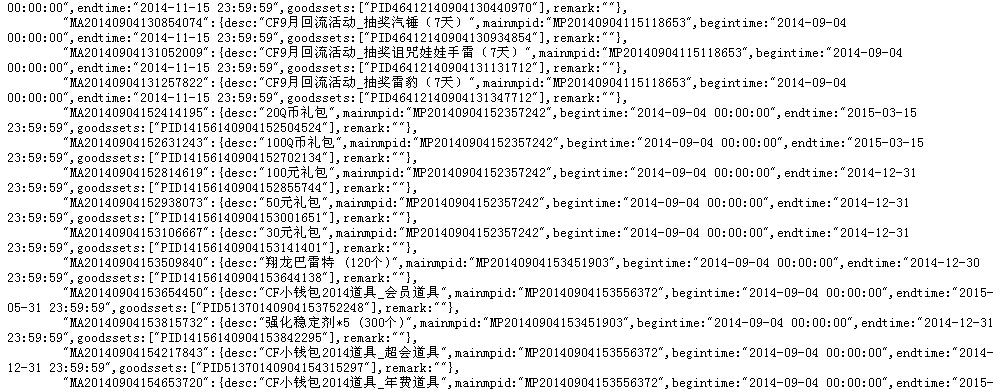 00:00:00",endtime:"2014-11-15 23:59:59",goodssets:["PID46412140904130440970"],remark:""},
"MA20140904130854074":{desc:"CF9月回流活动_抽奖汽锤（7天）",mainmpid:"MP20140904115118653",begintime:"2014-09-04
00:00:00",endtime:"2014-11-15 23:59:59",goodssets:["PID46412140904130934854"],remark:""},
"MA20140904131052009":{desc:"CF9月回流活动_抽奖诅咒娃娃手雷（7天）",mainmpid:"MP20140904115118653",begintime:"2014-09-04
00:00:00",endtime:"2014-11-15 23:59:59",goodssets:["PID46412140904131131712"],remark:""},
"MA20140904131257822":{desc:"CF9月回流活动_抽奖雷豹（7天）",mainmpid:"MP20140904115118653",begintime:"2014-09-04
00:00:00",endtime:"2014-11-15 23:59:59",goodssets:["PID46412140904131347712"],remark:""},
"MA20140904152414195":{desc:"20Q币礼包",mainmpid:"MP20140904152357242",begintime:"2014-09-04 00:00:00",endtime:"2015-03-15
23:59:59",goodssets:["PID14156140904152504524"],remark:""},
"MA20140904152631243":{desc:"100Q币礼包",mainmpid:"MP20140904152357242",begintime:"2014-09-04 00:00:00",endtime:"2015-03-15
23:59:59",goodssets:["PID14156140904152702134"],remark:""},
"MA20140904152814619":{desc:"100元礼包",mainmpid:"MP20140904152357242",begintime:"2014-09-04 00:00:00",endtime:"2014-12-31
23:59:59",goodssets:["PID14156140904152855744"],remark:""},
"MA20140904152938073":{desc:"50元礼包",mainmpid:"MP20140904152357242",begintime:"2014-09-04 00:00:00",endtime:"2014-12-31
23:59:59",goodssets:["PID14156140904153001651"],remark:""},
"MA20140904153106667":{desc:"30元礼包",mainmpid:"MP20140904152357242",begintime:"2014-09-04 00:00:00",endtime:"2014-12-31
23:59:59",goodssets:["PID14156140904153141401"],remark:""},
"MA20140904153509840":{desc:"翔龙巴雷特 (120个)",mainmpid:"MP20140904153451903",begintime:"2014-09-04 00:00:00",endtime:"2014-12-30
23:59:59",goodssets:["PID14156140904153644138"],remark:""},
"MA20140904153654450":{desc:"CF小钱包2014道具_会员道具",mainmpid:"MP20140904153556372",begintime:"2014-09-04 00:00:00",endtime:"2015-
05-31 23:59:59",goodssets:["PID51370140904153752248"],remark:""},
"MA20140904153815732":{desc:"强化稳定剂*5 (300个)",mainmpid:"MP20140904153451903",begintime:"2014-09-04 00:00:00",endtime:"2014-12-31
23:59:59",goodssets:["PID14156140904153842295"],remark:""},
"MA20140904154217843":{desc:"CF小钱包2014道具_超会道具",mainmpid:"MP20140904153556372",begintime:"2014-09-04 00:00:00",endtime:"2014-
12-31 23:59:59",goodssets:["PID51370140904154315297"],remark:""},
"MA20140904154653720":{desc:"CF小钱包2014道具_年费道具",mainmpid:"MP20140904153556372",begintime:"2014-09-04 00:00:00",endtime:"2015-